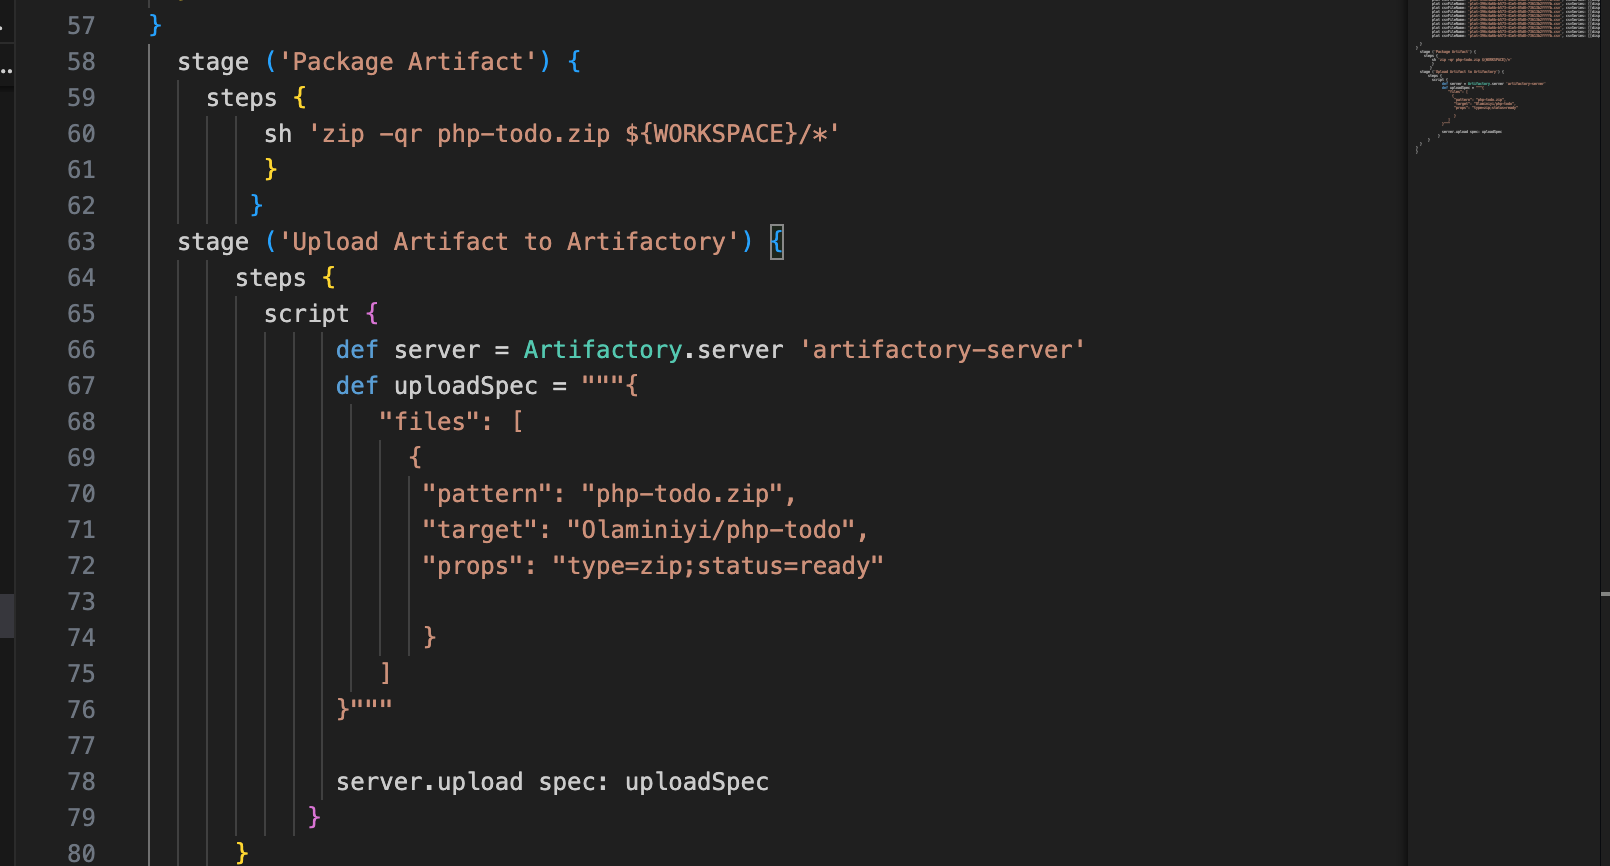 57 }
58 stage ('Package Artifact') {
59 steps {
60 sh 'zip -qr php-todo.zip ${WORKSPACE}/*'
61 }
62 }
63 stage ('Upload Artifact to Artifactory') {
64 steps {
65 script {
66 def server = Artifactory.server 'artifactory-server'
67 def uploadSpec = """{
68 "files": [
69 {
70 "pattern": "php-todo.zip",
71 "target": "Olaminiyi/php-todo",
72 "props": "type=zip;status=ready"
73
74 }
75 ]
76 }"""
77
78 server.upload spec: uploadSpec
79 }
80 }